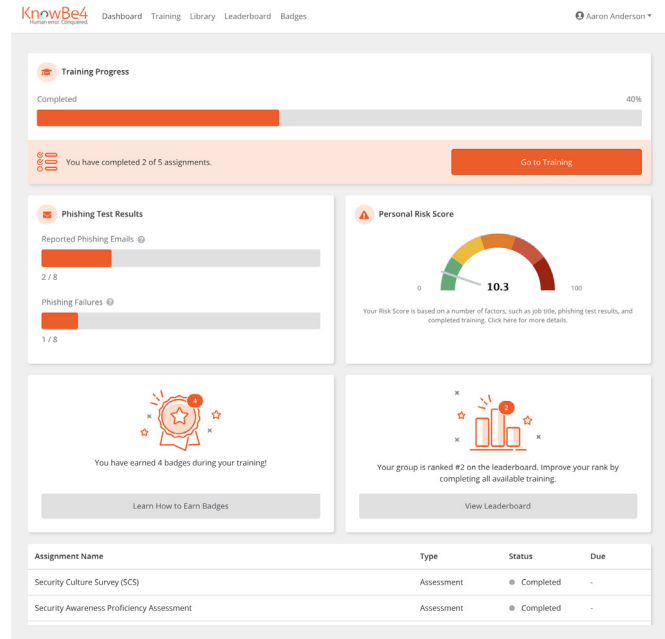 KnowBe4
Human error. Conquered.
Dashboard Training Library Leaderboard Badges
Aaron Anderson
Training Progress
Completed 40%
You have completed 2 of 5 assignments.
Go to Training
Phishing Test Results
Reported Phishing Emails ?
2 / 8
Phishing Failures ?
1 / 8
Personal Risk Score
0 10.3 100
Your Risk Score is based on a number of factors, such as job title, phishing test results, and
completed training. Click here for more details.
4
You have earned 4 badges during your training!
Learn How to Earn Badges
2
Your group is ranked #2 on the leaderboard. Improve your rank by
completing all available training.
View Leaderboard
Assignment Name Type Status Due
Security Culture Survey (SCS) Assessment Completed -
Security Awareness Proficiency Assessment Assessment Completed -